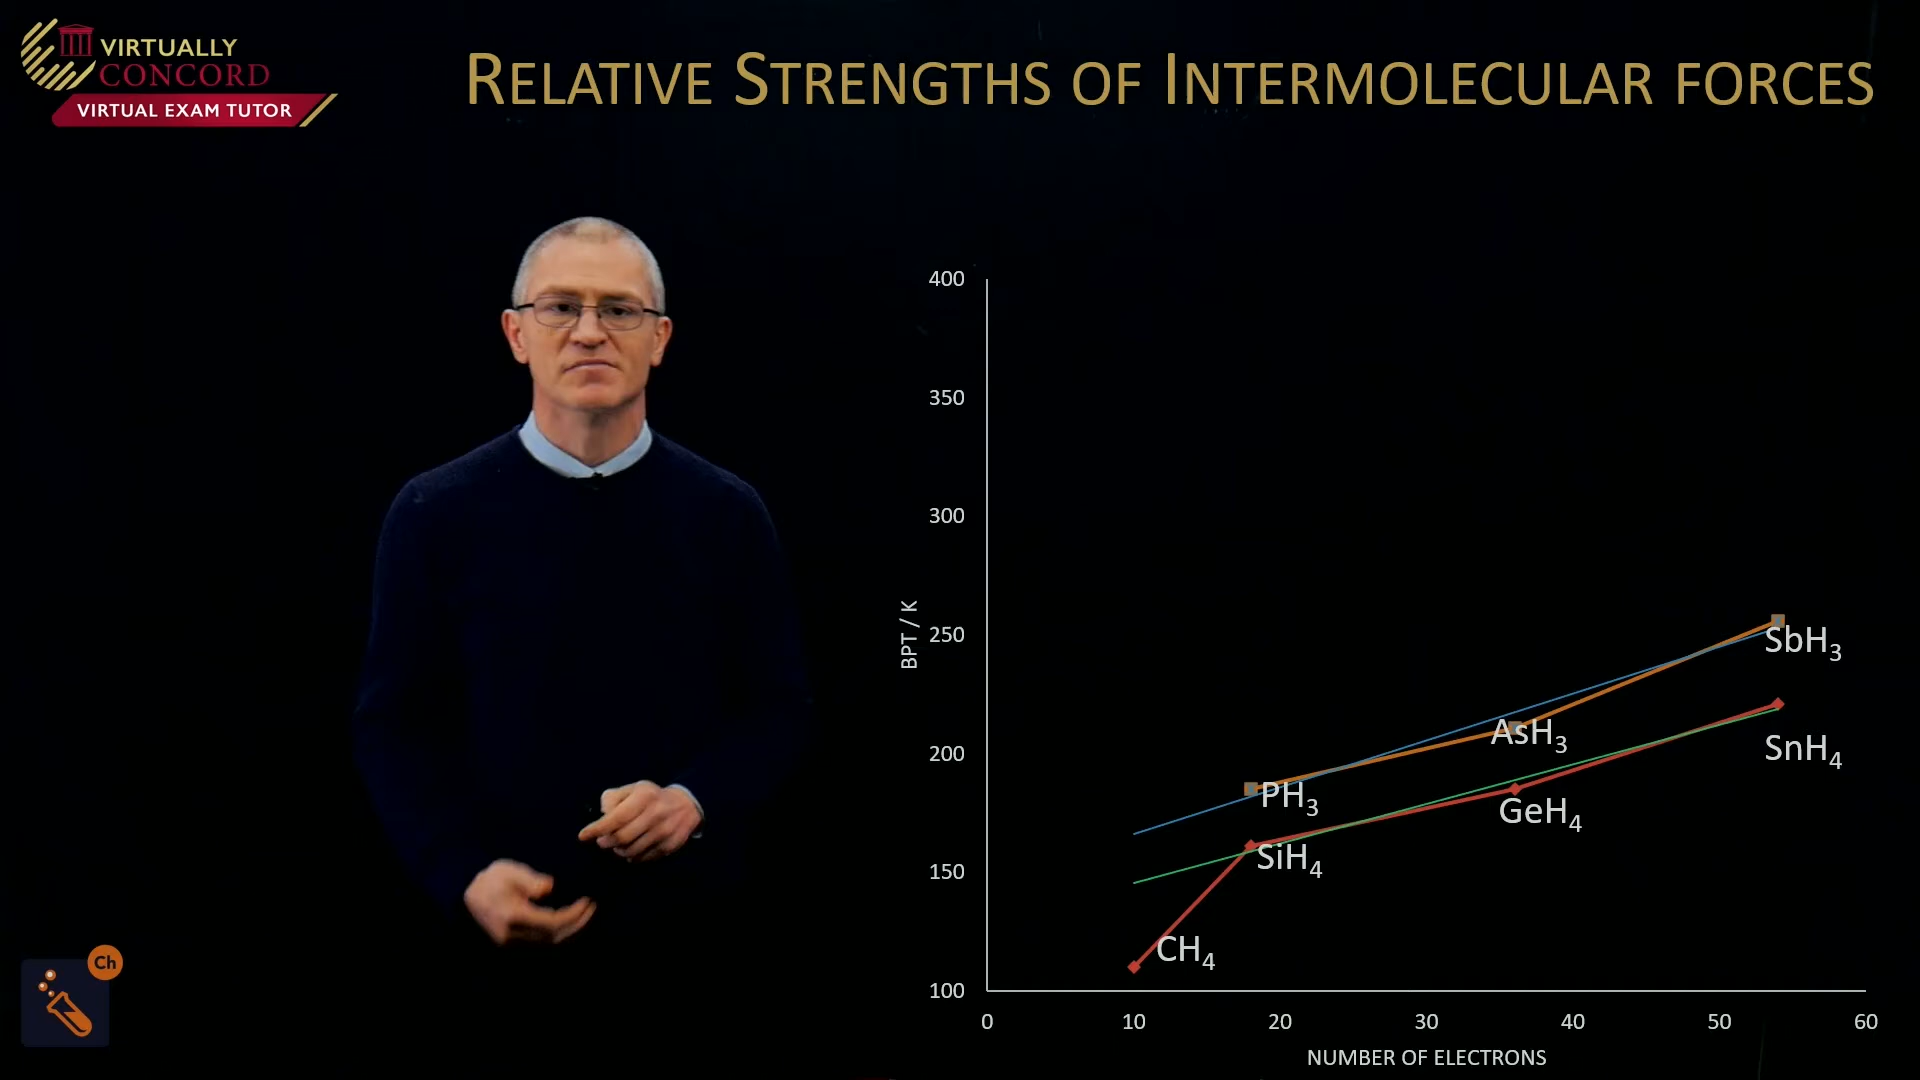 VIRTUALLY
CONCORD
VIRTUAL EXAM TUTOR
RELATIVE STRENGTHS OF INTERMOLECULAR FORCES
400
350
300
250
200
150
100
BPT / K
SbH3
AsH3
SnH4
PH3
GeH4
SiH4
CH4
0 10 20 30 40 50 60
NUMBER OF ELECTRONS
Ch